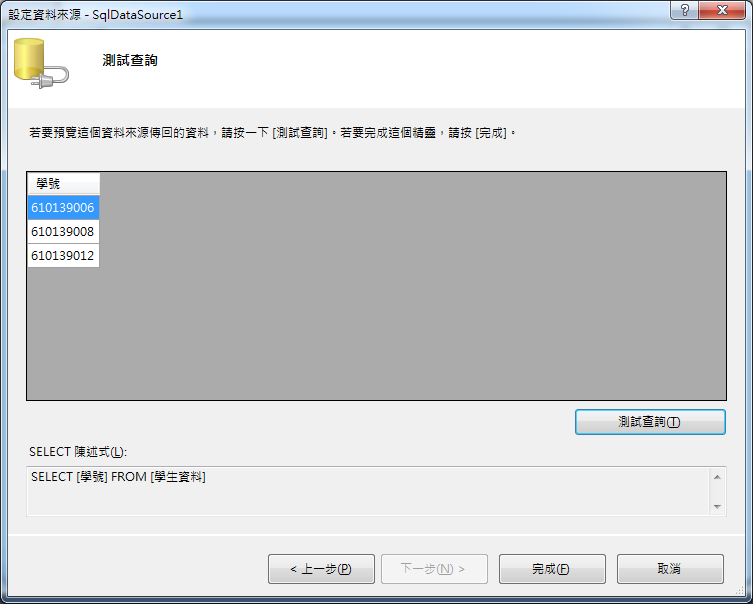 設定資料來源 - SqlDataSource1
?
測試查詢
若要預覽這個資料來源傳回的資料，請按一下 [測試查詢]。若要完成這個精靈，請按 [完成]。
學號
610139006
610139008
610139012
測試查詢(T)
SELECT 陳述式(L):
SELECT [學號] FROM [學生資料]
< 上一步(P)
下一步(N) >
完成(F)
取消